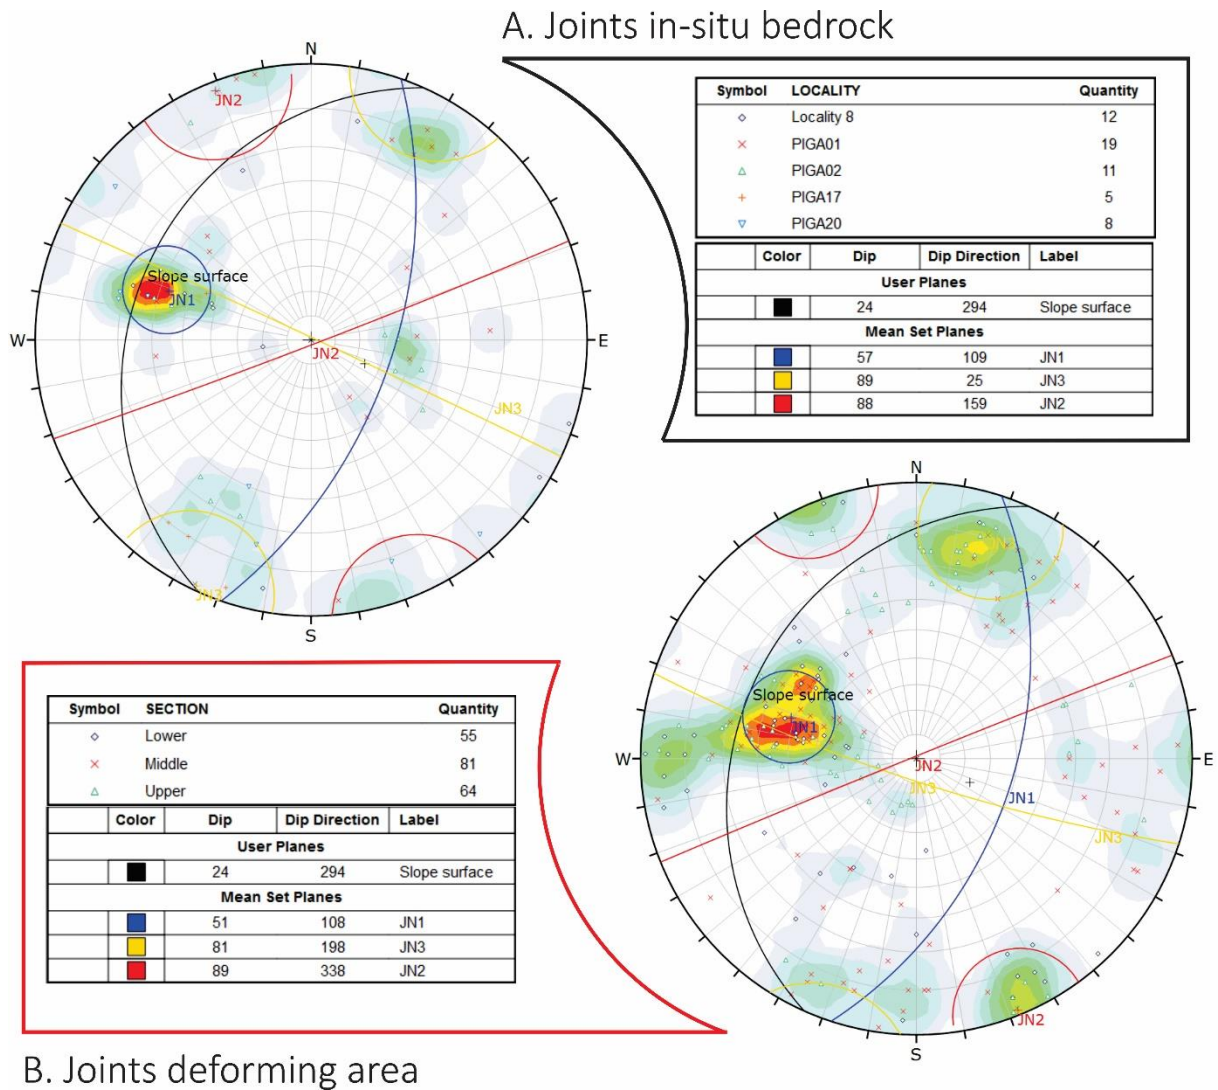 A. Joints in-situ bedrock
N
JN2
Slope surface
JN1
W
E
JN2
JN3
JN3
S
Symbol LOCALITY Quantity
Locality 8 12
PIGA01 19
PIGA02 11
PIGA17 5
PIGA20 8
Color Dip Dip Direction Label
User Planes
24 294 Slope surface
Mean Set Planes
57 109 JN1
89 25 JN3
88 159 JN2
N
JN3
Slope surface
JN1
W
E
JN2
JN3
JN1
JN3
JN2
S
Symbol SECTION Quantity
Lower 55
Middle 81
Upper 64
Color Dip Dip Direction Label
User Planes
24 294 Slope surface
Mean Set Planes
51 108 JN1
81 198 JN3
89 338 JN2
B. Joints deforming area